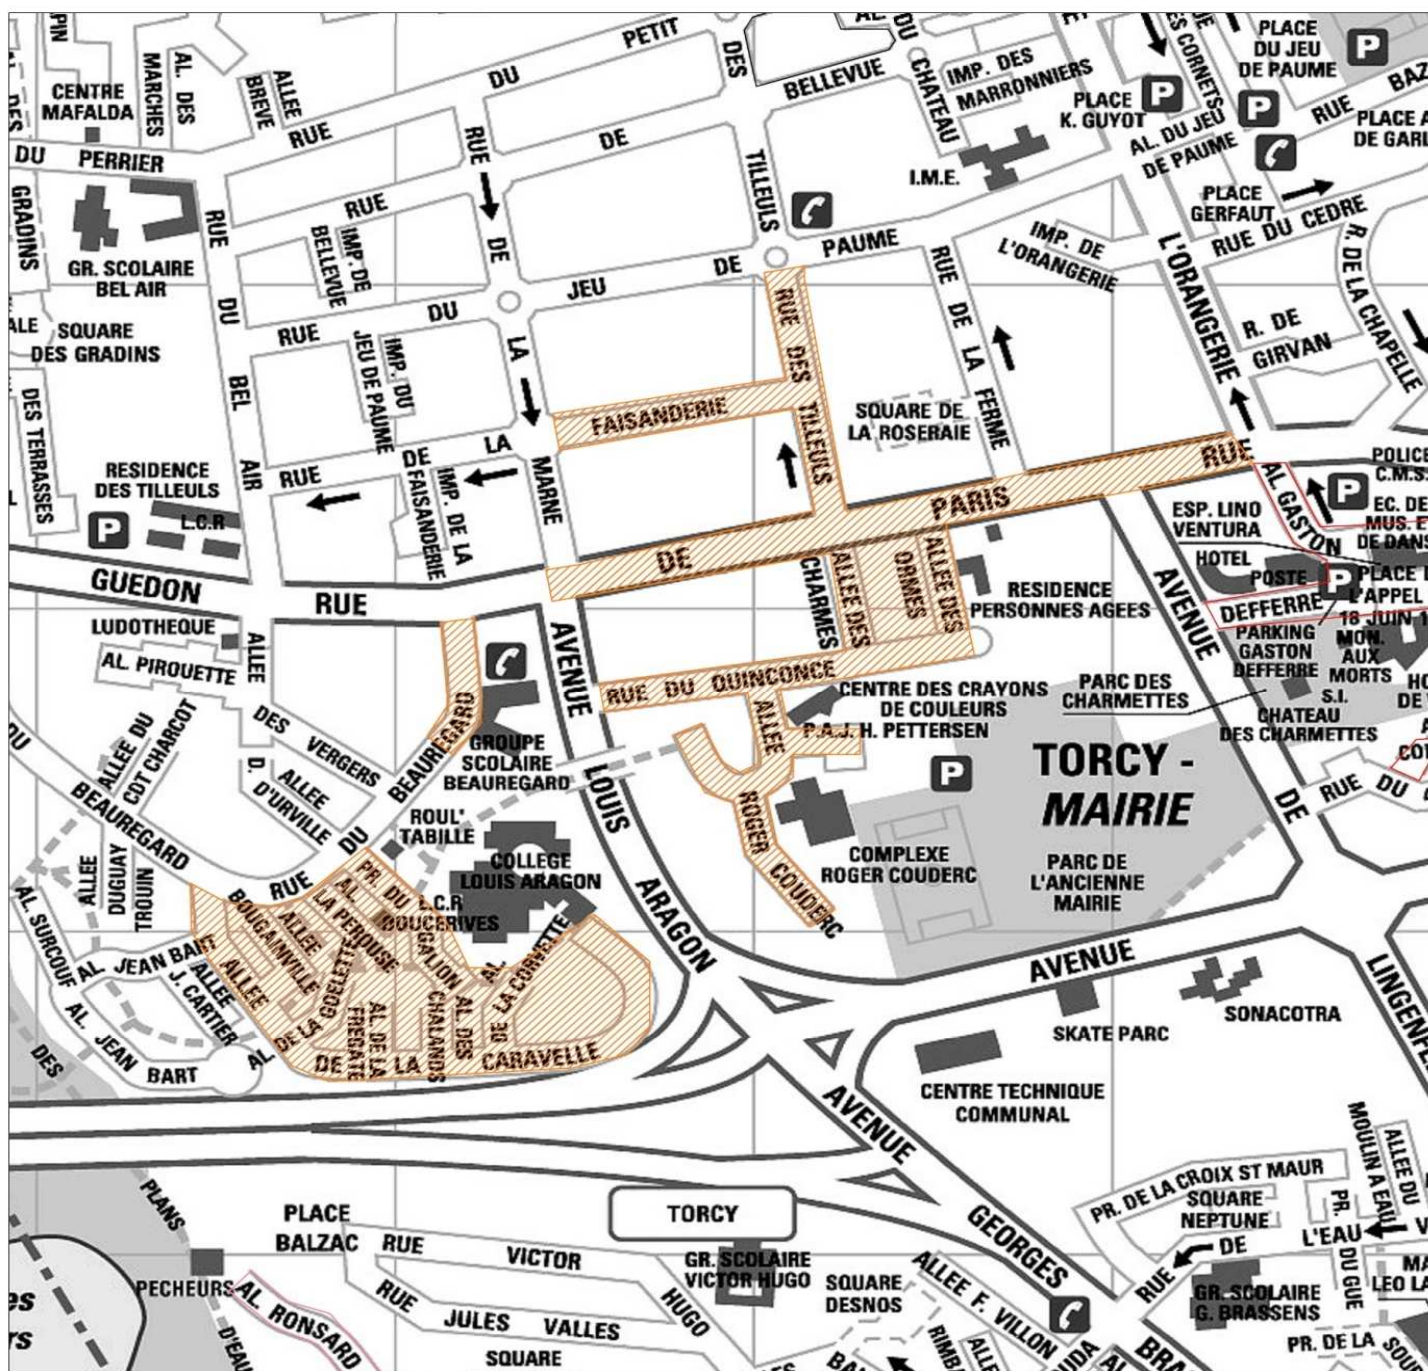 PETIT
DU
RUE
DES
BELLEVUE
DE
RUE
AL. DES
MARCHES
ALLEE
BREVE
CENTRE
MAFALDA
DU PERRIER
GRADINS
GR. SCOLAIRE
BEL AIR
RUE
DU
BEL
AIR
RUE
DE
LA
MARNE
TILLEULS
CHATEAU
IMP. DES
MARRONNIERS
PLACE
K. GUYOT
PLACE
DU JEU
DE PAUME
P
P
P
RUE
AL. DU JEU
DE PAUME
I.M.E.
PLACE
GERFAUT
RUE DU CEDRE
R. DE LA CHAPELLE
IMP. DE
L'ORANGERIE
L'ORANGERIE
R. DE
GIRVAN
IMP. DE
BELLEVUE
RUE
DU
JEU
DE
PAUME
SQUARE
DES GRADINS
IMP. DU
JEU DE PAUME
DES TERRASSES
RUE
DES
TILLEULS
RUE DE LA FERME
SQUARE DE
LA ROSERAIE
RUE
DE
LA
FAISANDERIE
IMP. DE LA
FAISANDERIE
RESIDENCE
DES TILLEULS
L.C.R
P
RUE
PARIS
DE
POLICE
C.M.S.
P
AL GASTON
ESP. LINO
VENTURA
HOTEL
POSTE
DEFFERRE
P
PARKING
GASTON
DEFFERRE
L'APPEL
18 JUIN
MON.
AUX
MORTS
S.I.
CHATEAU
DES CHARMETTES
PARC DES
CHARMETTES
GUEDON
RUE
LUDOTHEQUE
AL. PIROUETTE
ALLEE
DES
VERGERS
ALLEE DU
CDT CHARCOT
D.
ALLEE
D'URVILLE
BEAUREGARD
GROUPE
SCOLAIRE
BEAUREGARD
AVENUE
LOUIS
ARAGON
ALLEE DES
CHARMES
ALLEE DES
ORMES
RESIDENCE
PERSONNES AGEES
RUE DU QUINCONCE
CENTRE DES CRAYONS
DE COULEURS
P.A.J. H. PETTERSEN
ALLEE
ROGER
COUDERC
P
TORCY -
MAIRIE
COMPLEXE
ROGER COUDERC
PARC DE
L'ANCIENNE
MAIRIE
AVENUE
DE
RUE DU
DU
BEAUREGARD
RUE
DU
ROUL'
TABILLE
COLLEGE
LOUIS ARAGON
L.C.R
DOUCERIVES
ALLEE
DUGUAY
TROUIN
AL. SURCOUF
AL. JEAN BART
ALLEE
J. CARTIER
AL. JEAN BART
ALLEE
BOUGAINVILLE
ALLEE
AL.
LA PEROUSE
PR. DU
GALION
AL.
DE LA GOELETTE
AL. DE LA
FREGATE
AL. DES
CHALANDS
AL.
DE
LA CORVETTE
AL
DE LA
CARAVELLE
DES
AVENUE
SONACOTRA
SKATE PARC
CENTRE TECHNIQUE
COMMUNAL
AVENUE
GEORGES
PLANS
D'EAU
PECHEURS
PLACE
BALZAC
AL. RONSARD
RUE
VICTOR
HUGO
RUE
JULES
VALLES
SQUARE
TORCY
GR. SCOLAIRE
VICTOR HUGO
SQUARE
DESNOS
ALLEE F. VILLON
PR. DE LA CROIX ST MAUR
SQUARE
NEPTUNE
ALLEE DU
MOULIN A EAU
RUE
DE
L'EAU
PR.
DU GUE
GR. SCOLAIRE
G. BRASSENS
PR. DE LA